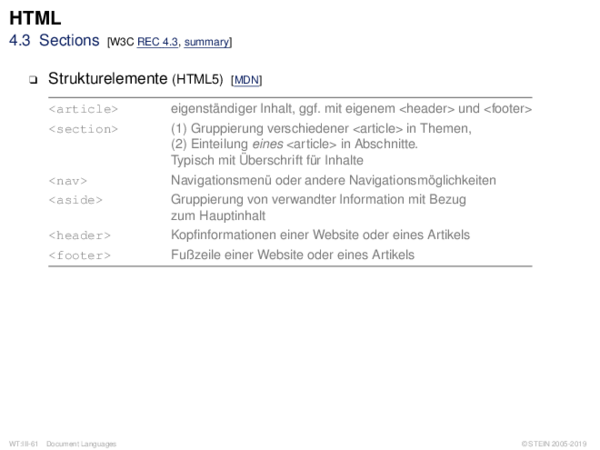 HTML
4.3 Sections [W3C REC 4.3, summary]
❑ Strukturelemente (HTML5) [MDN]
<article> eigenständiger Inhalt, ggf. mit eigenem <header> und <footer>
<section> (1) Gruppierung verschiedener <article> in Themen,
(2) Einteilung eines <article> in Abschnitte.
Typisch mit Überschrift für Inhalte
<nav> Navigationsmenü oder andere Navigationsmöglichkeiten
<aside> Gruppierung von verwandter Information mit Bezug
zum Hauptinhalt
<header> Kopfinformationen einer Website oder eines Artikels
<footer> Fußzeile einer Website oder eines Artikels
WT:III-61 Document Languages © STEIN 2005-2019